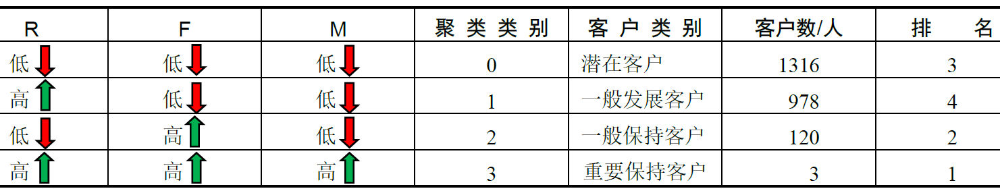 R F M 聚类类别 客户类别 客户数/人 排名
低 低 低 0 潜在客户 1316 3
高 低 低 1 一般发展客户 978 4
低 高 低 2 一般保持客户 120 2
高 高 高 3 重要保持客户 3 1